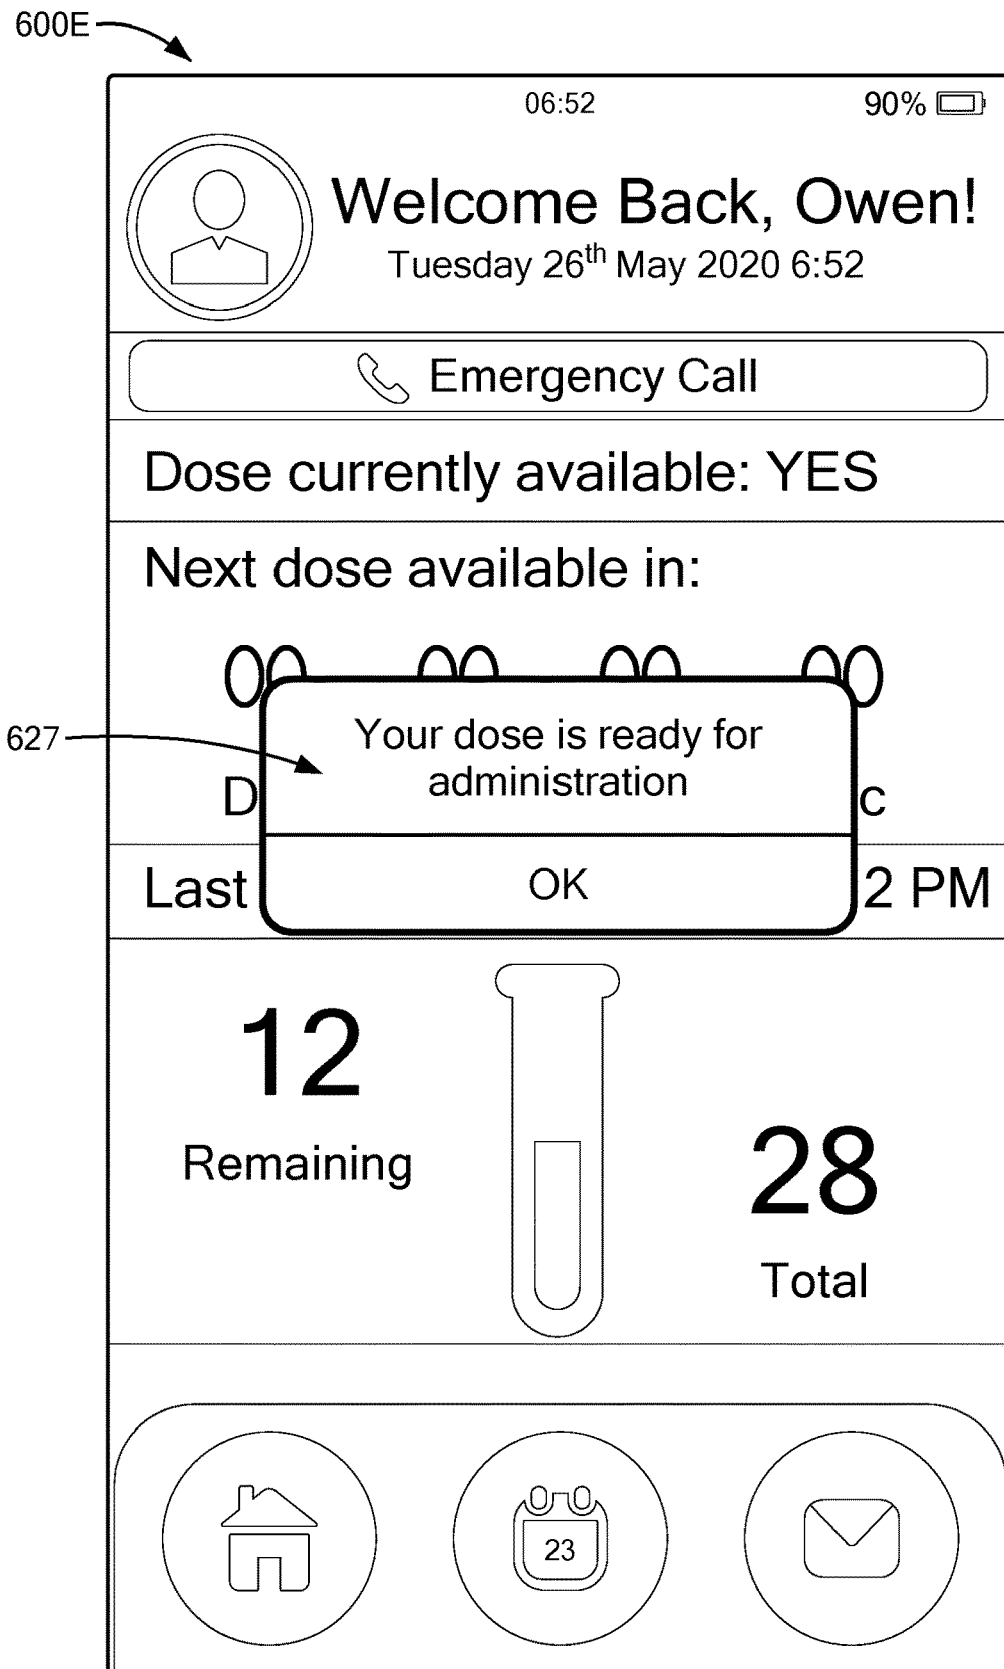 600E
06:52 90%
Welcome Back, Owen!
Tuesday 26th May 2020 6:52
Emergency Call
Dose currently available: YES
Next dose available in:
627
Your dose is ready for
administration
D c
Last 2 PM
OK
12
Remaining
28
Total
23